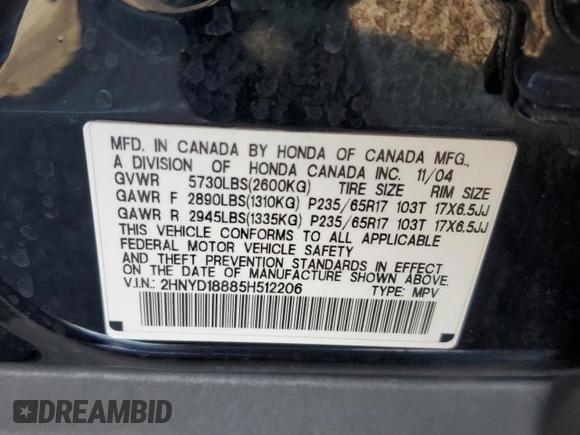 MFD. IN CANADA BY HONDA OF CANADA MFG.,
A DIVISION OF HONDA CANADA INC. 11/04
GVWR 5730LBS(2600KG) TIRE SIZE RIM SIZE
GAWR F 2890LBS(1310KG) P235/65R17 103T 17X6.5JJ
GAWR R 2945LBS(1335KG) P235/65R17 103T 17X6.5JJ
THIS VEHICLE CONFORMS TO ALL APPLICABLE
FEDERAL MOTOR VEHICLE SAFETY
AND THEFT PREVENTION STANDARDS IN EFFECT
ON THE DATE OF MANUFACTURE SHOWN ABOVE.
V.I.N.: 2HNYD18885H512206 TYPE: MPV
DREAMBID